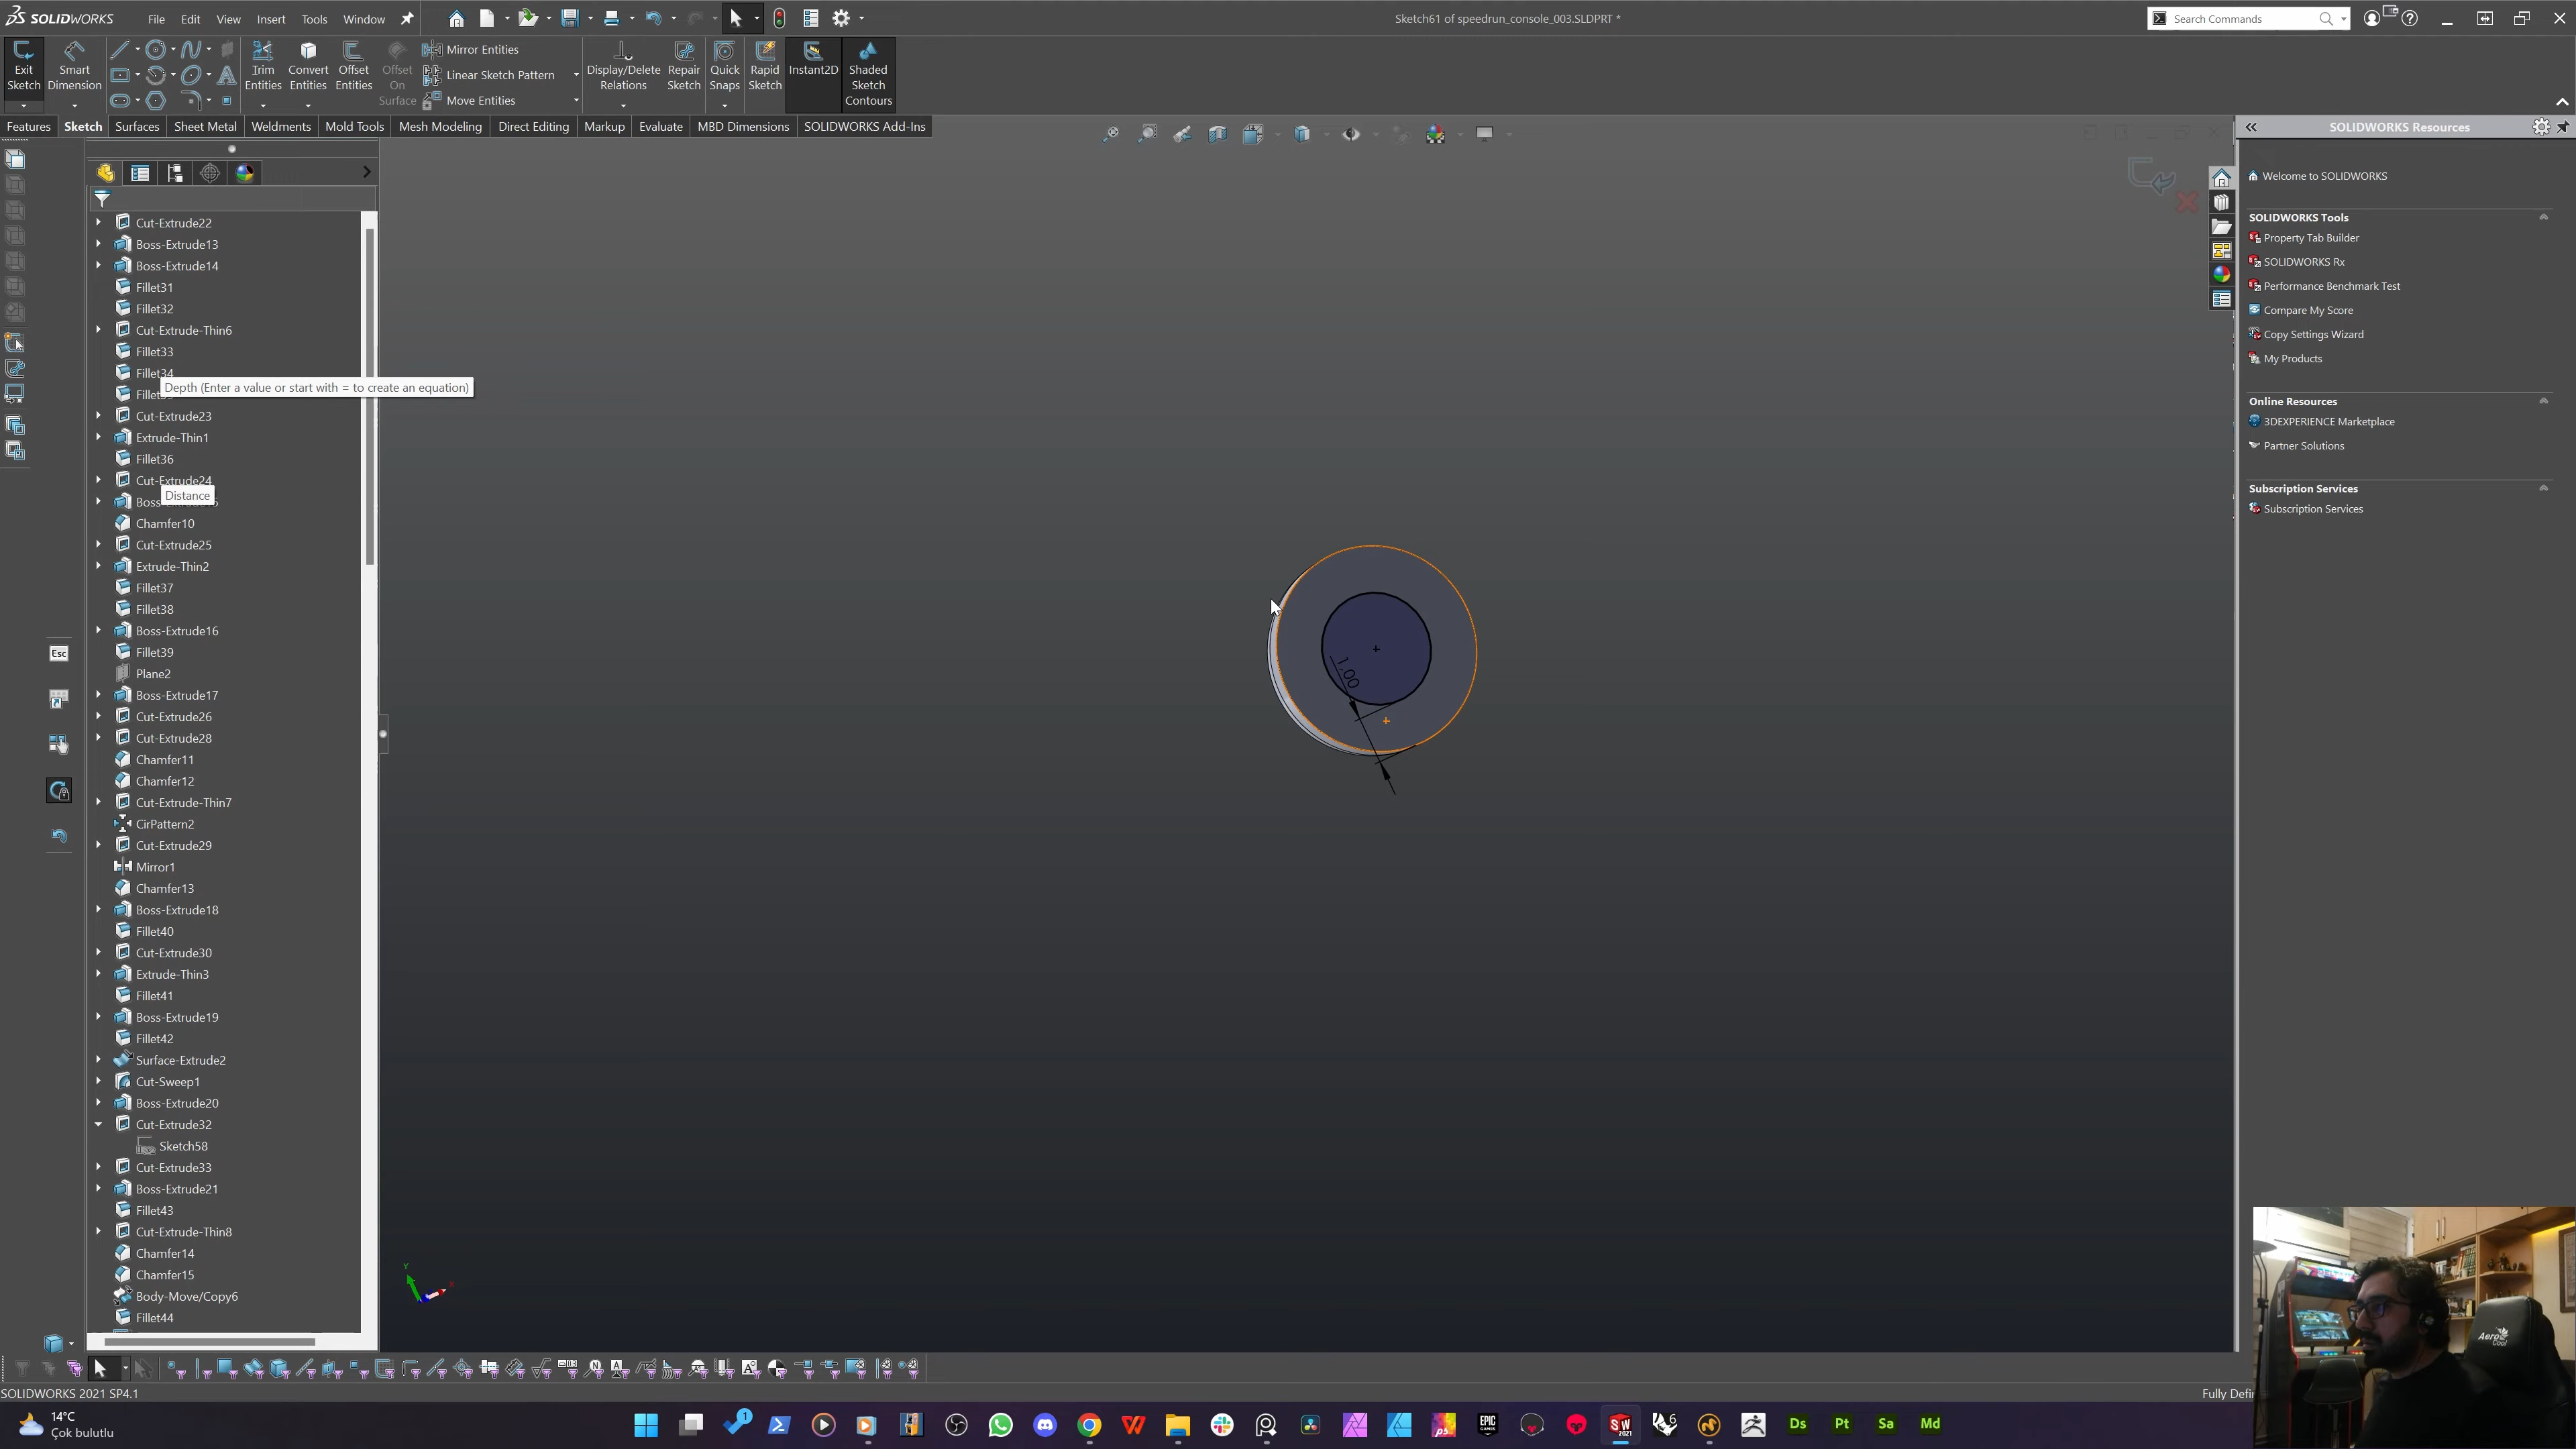 SOLIDWORKS
File Edit View Insert Tools Window
Sketch61 of speedrun_console_003.SLDPRT *
Search Commands
Exit Sketch
Smart Dimension
Trim Entities
Convert Entities
Offset Entities
Offset On Surface
Mirror Entities
Linear Sketch Pattern
Move Entities
Display/Delete Relations
Repair Sketch
Quick Snaps
Rapid Sketch
Instant2D
Shaded Sketch Contours
Features Sketch Surfaces Sheet Metal Weldments Mold Tools Mesh Modeling Direct Editing Markup Evaluate MBD Dimensions SOLIDWORKS Add-Ins
Cut-Extrude22
Boss-Extrude13
Boss-Extrude14
Fillet31
Fillet32
Cut-Extrude-Thin6
Fillet33
Fillet34
Depth (Enter a value or start with = to create an equation)
Cut-Extrude23
Extrude-Thin1
Fillet36
Cut-Extrude24
Distance
Chamfer10
Cut-Extrude25
Extrude-Thin2
Fillet37
Fillet38
Boss-Extrude16
Fillet39
Plane2
Boss-Extrude17
Cut-Extrude26
Cut-Extrude28
Chamfer11
Chamfer12
Cut-Extrude-Thin7
CirPattern2
Cut-Extrude29
Mirror1
Chamfer13
Boss-Extrude18
Fillet40
Cut-Extrude30
Extrude-Thin3
Fillet41
Boss-Extrude19
Fillet42
Surface-Extrude2
Cut-Sweep1
Boss-Extrude20
Cut-Extrude32
Sketch58
Cut-Extrude33
Boss-Extrude21
Fillet43
Cut-Extrude-Thin8
Chamfer14
Chamfer15
Body-Move/Copy6
Fillet44
Esc
1.00
Y
X
SOLIDWORKS Resources
Welcome to SOLIDWORKS
SOLIDWORKS Tools
Property Tab Builder
SOLIDWORKS Rx
Performance Benchmark Test
Compare My Score
Copy Settings Wizard
My Products
Online Resources
3DEXPERIENCE Marketplace
Partner Solutions
Subscription Services
Subscription Services
AeroCool
SOLIDWORKS 2021 SP4.1
Fully Defi
14°C
Çok bulutlu
1
EPIC GAMES
SW 2021
6
Ds Pt Sa Md